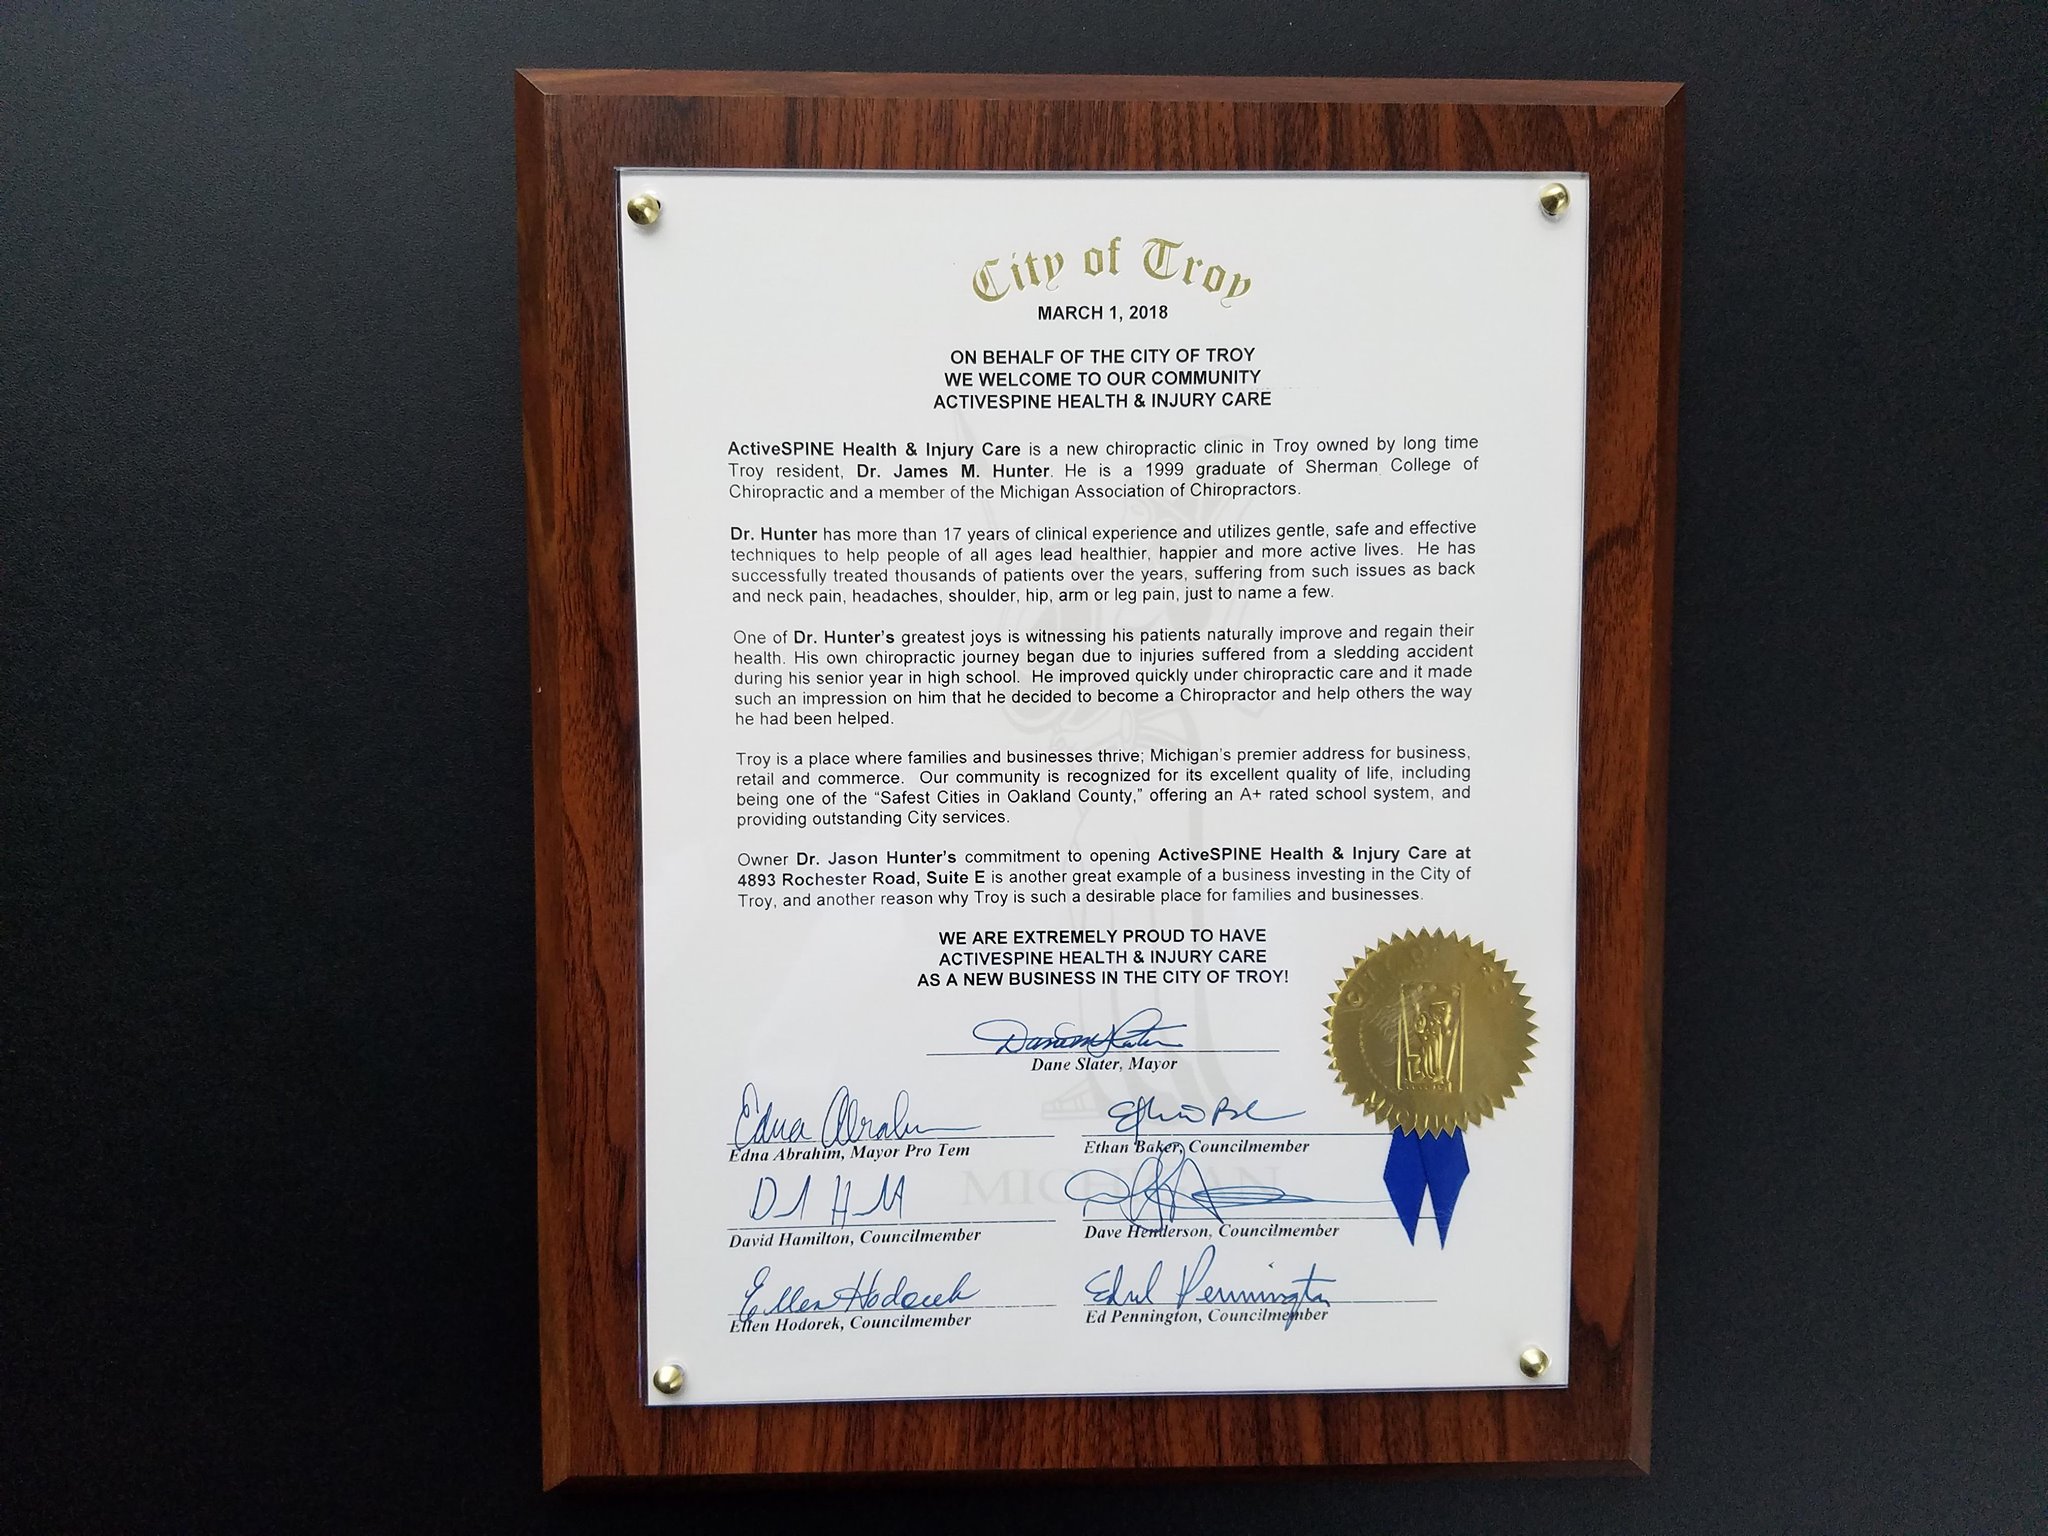 City of Troy
MARCH 1, 2018
ON BEHALF OF THE CITY OF TROY
WE WELCOME TO OUR COMMUNITY
ACTIVESPINE HEALTH & INJURY CARE
ActiveSPINE Health & Injury Care is a new chiropractic clinic in Troy owned by long time
Troy resident, Dr. James M. Hunter. He is a 1999 graduate of Sherman College of
Chiropractic and a member of the Michigan Association of Chiropractors.
Dr. Hunter has more than 17 years of clinical experience and utilizes gentle, safe and effective
techniques to help people of all ages lead healthier, happier and more active lives. He has
successfully treated thousands of patients over the years, suffering from such issues as back
and neck pain, headaches, shoulder, hip, arm or leg pain, just to name a few.
One of Dr. Hunter's greatest joys is witnessing his patients naturally improve and regain their
health. His own chiropractic journey began due to injuries suffered from a sledding accident
during his senior year in high school. He improved quickly under chiropractic care and it made
such an impression on him that he decided to become a Chiropractor and help others the way
he had been helped.
Troy is a place where families and businesses thrive; Michigan's premier address for business,
retail and commerce. Our community is recognized for its excellent quality of life, including
being one of the "Safest Cities in Oakland County," offering an A+ rated school system, and
providing outstanding City services.
Owner Dr. Jason Hunter's commitment to opening ActiveSPINE Health & Injury Care at
4893 Rochester Road, Suite E is another great example of a business investing in the City of
Troy, and another reason why Troy is such a desirable place for families and businesses.
WE ARE EXTREMELY PROUD TO HAVE
ACTIVESPINE HEALTH & INJURY CARE
AS A NEW BUSINESS IN THE CITY OF TROY!
Dane Slater, Mayor
Edna Abrahim
Edna Abrahim, Mayor Pro Tem
Ethan Baker, Councilmember
MICHIGAN
David Hamilton, Councilmember
Dave Henderson, Councilmember
Ellen Hodorek
Ellen Hodorek, Councilmember
Pennington
Ed Pennington, Councilmember
MICHIGAN